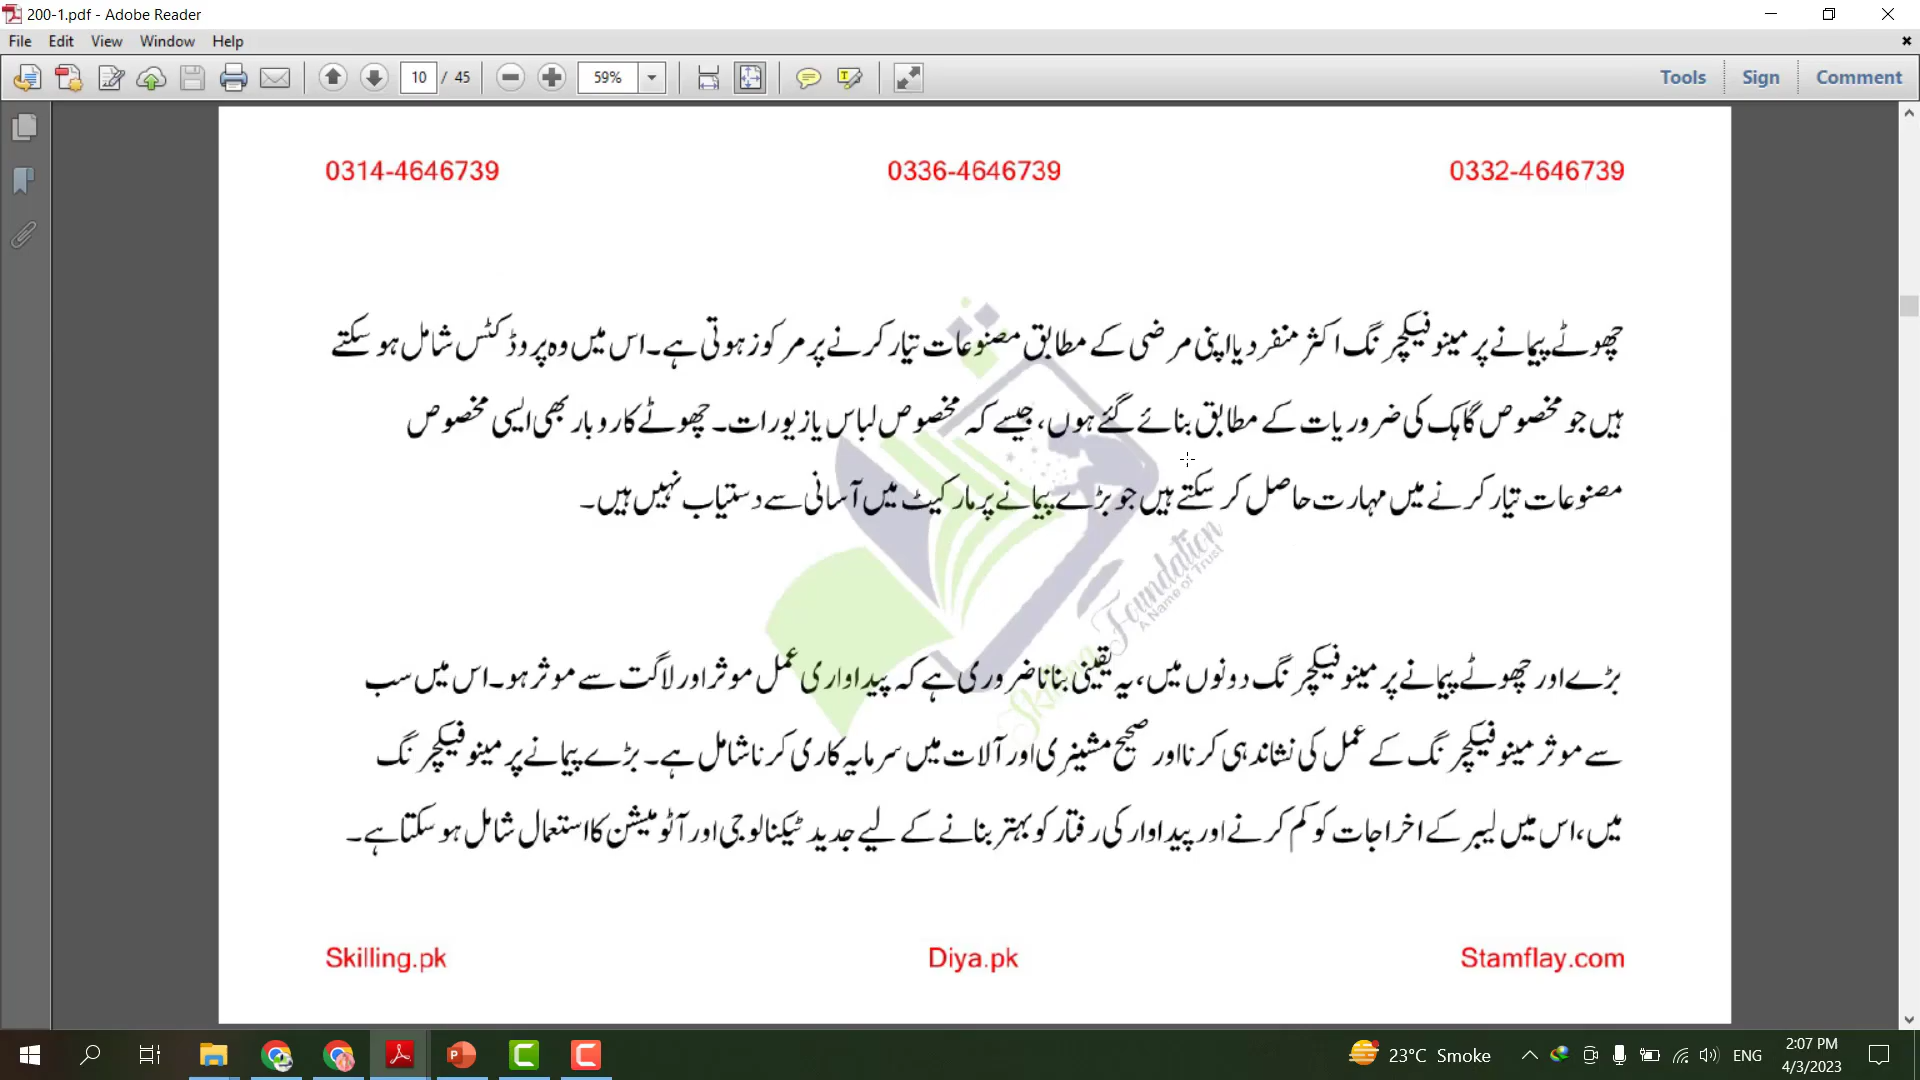 200-1.pdf - Adobe Reader
File Edit View Window Help
10 / 45 59% Tools Sign Comment
0314-4646739 0336-4646739 0332-4646739
چھوٹے پیمانے پر مینوفیکچرنگ اکثر منفرد یا اپنی مرضی کے مطابق مصنوعات تیار کرنے پر مرکوز ہوتی ہے۔ اس میں وہ پروڈکٹس شامل ہو سکتے
ہیں جو مخصوص گاہک کی ضروریات کے مطابق بنائے گئے ہوں، جیسے کہ مخصوص لباس یا زیورات۔ چھوٹے کاروبار بھی ایسی مخصوص
مصنوعات تیار کرنے میں مہارت حاصل کر سکتے ہیں جو بڑے پیمانے پر مارکیٹ میں آسانی سے دستیاب نہیں ہیں۔
Skilling Foundation
A Name of Trust
بڑے اور چھوٹے پیمانے پر مینوفیکچرنگ دونوں میں، یہ یقینی بنانا ضروری ہے کہ پیداواری عمل موثر اور لاگت سے موثر ہو۔ اس میں سب
سے موثر مینوفیکچرنگ کے عمل کی نشاندہی کرنا اور صحیح مشینری اور آلات میں سرمایہ کاری کرنا شامل ہے۔ بڑے پیمانے پر مینوفیکچرنگ
میں، اس میں لیبر کے اخراجات کو کم کرنے اور پیداوار کی رفتار کو بہتر بنانے کے لیے جدید ٹیکنالوجی اور آٹومیشن کا استعمال شامل ہو سکتا ہے۔
Skilling.pk Diya.pk Stamflay.com
23°C Smoke ENG 2:07 PM
4/3/2023